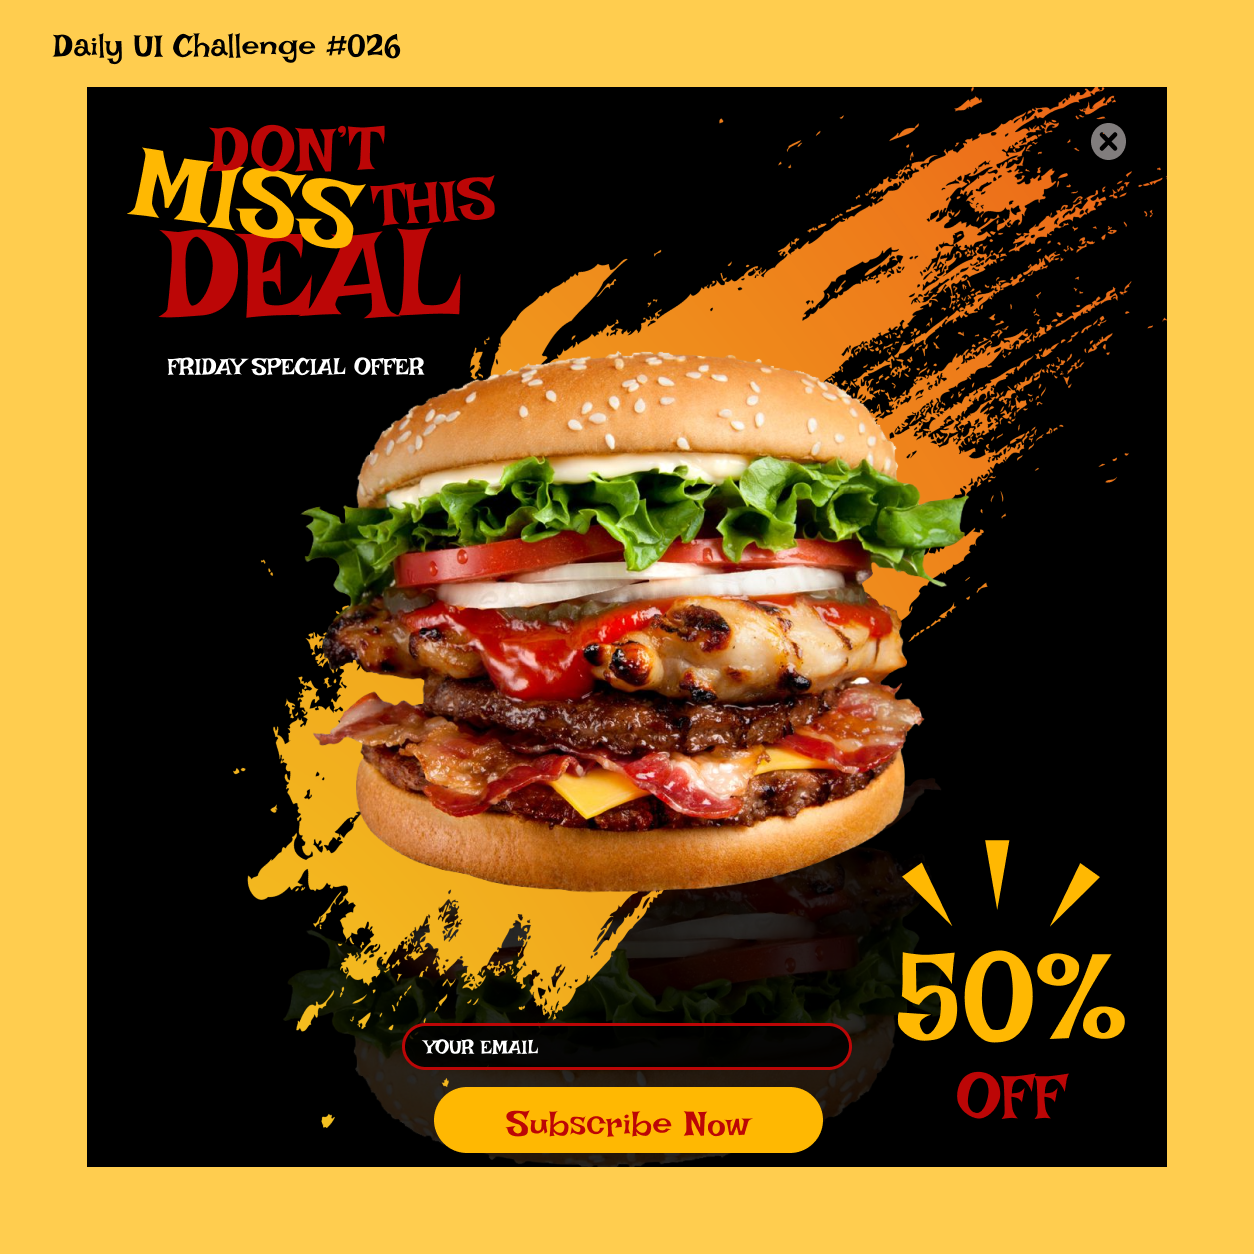 Daily UI Challenge #026
DON'T
MISS THIS
DEAL
FRIDAY SPECIAL OFFER
50%
OFF
YOUR EMAIL
Subscribe Now